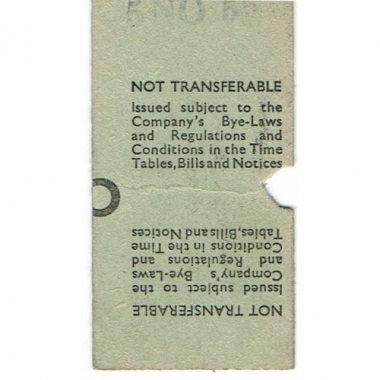 NOT TRANSFERABLE
Issued subject to the
Company's Bye-Laws
and Regulations and
Conditions in the Time
Tables, Bills and Notices
NOT TRANSFERABLE
Issued subject to the
Company's Bye-Laws
and Regulations and
Conditions in the Time
Tables, Bills and Notices